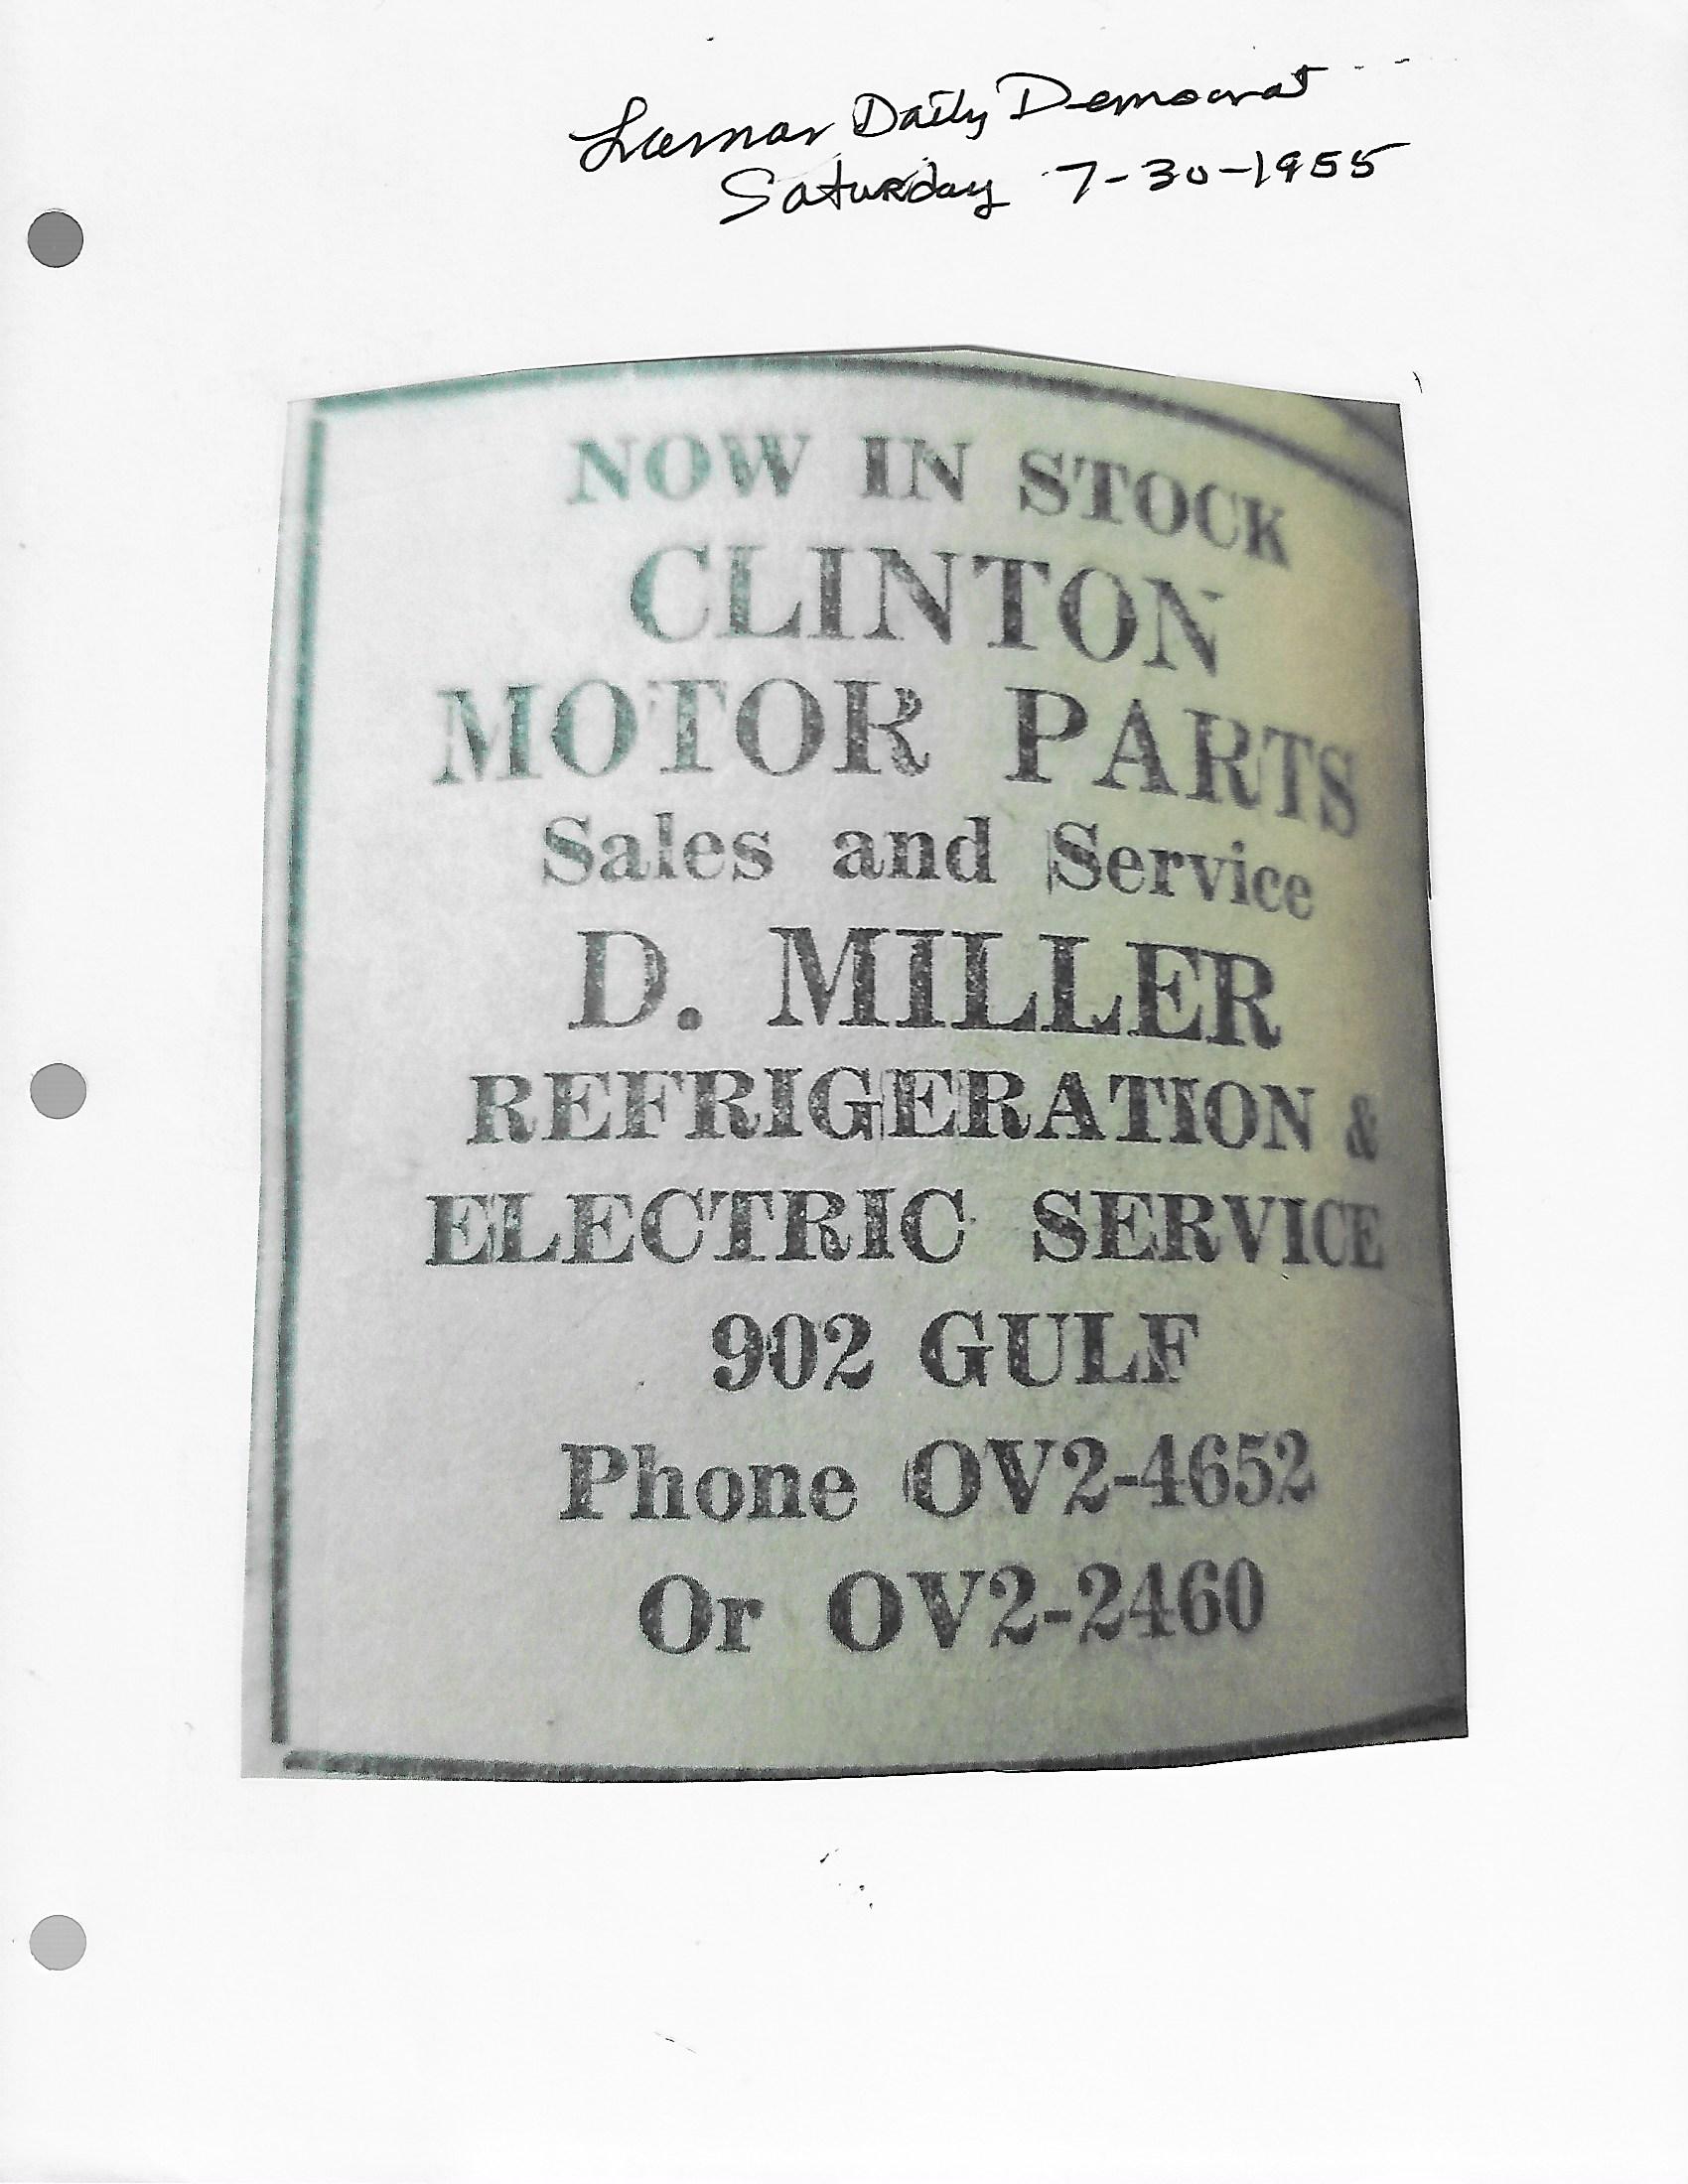 Lamar Daily Democrat
Saturday 7-30-1955
NOW IN STOCK
CLINTON
MOTOR PARTS
Sales and Service
D. MILLER
REFRIGERATION &
ELECTRIC SERVICE
902 GULF
Phone OV2-4652
Or OV2-2460